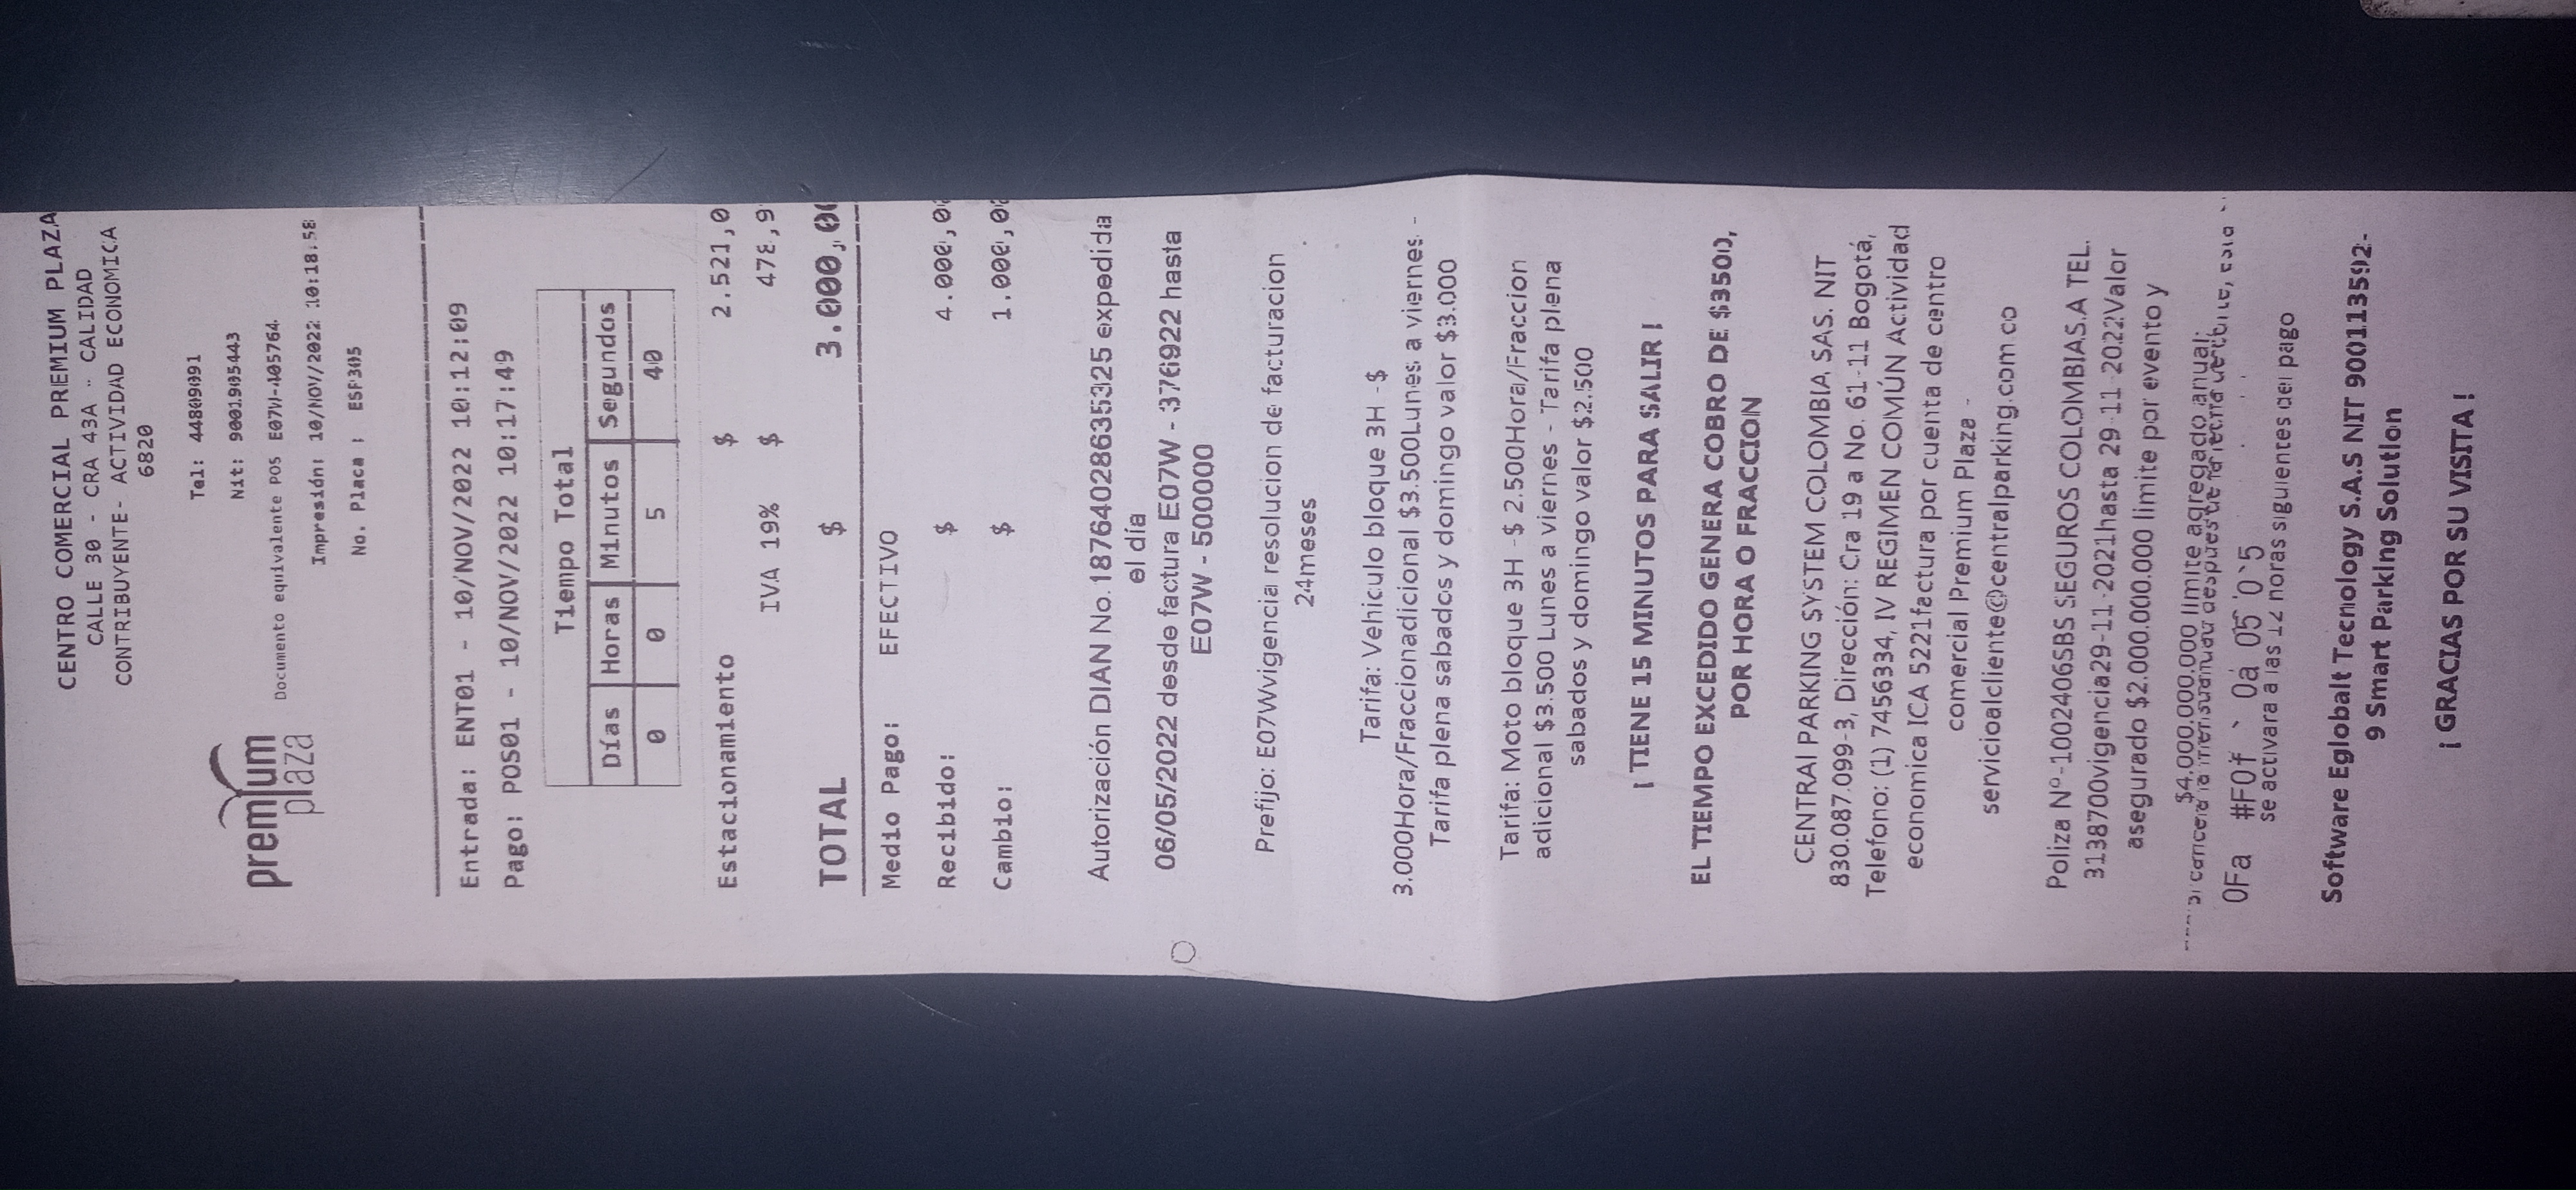 CENTRO COMERCIAL PREMIUM PLAZA
CALLE 30 - CRA 43A - CALIDAD
CONTRIBUYENTE- ACTIVIDAD ECONOMICA
6820
Tel: 44809091
Nit: 9001905443
Documento equivalente POS E07W-405764
Impresión: 10/NOV/2022 10:18:58
No. Placa :
premium
plaza
Entrada: ENT01 - 10/NOV/2022 10:12:09
Pago: POS01 - 10/NOV/2022 10:17:49
Tiempo Total
Días Horas Minutos Segundos
0 0 5 40
Estacionamiento $ 2.521,0
IVA 19% $ 478,9
TOTAL $ 3.000,00
Medio Pago: EFECTIVO
Recibido: $ 4.000,0
Cambio: $ 1.000,0
Autorización DIAN No. 18764028635325 expedida
el día
06/05/2022 desde factura E07W - 376922 hasta
E07W - 500000
Prefijo: E07Wvigencia resolucion de facturacion
24meses
Tarifa: Vehiculo bloque 3H -$
3.000Hora/Fraccionadicional $3.500Lunes a viernes -
Tarifa plena sabados y domingo valor $3.000
Tarifa: Moto bloque 3H -$ 2.500Hora/Fraccion
adicional $3.500 Lunes a viernes - Tarifa plena
sabados y domingo valor $2.500
¡ TIENE 15 MINUTOS PARA SALIR !
EL TIEMPO EXCEDIDO GENERA COBRO DE $3500,
POR HORA O FRACCION
CENTRAL PARKING SYSTEM COLOMBIA, SAS. NIT
830.087.099-3, Dirección: Cra 19 a No. 61-11 Bogotá,
Telefono: (1) 7456334, IV REGIMEN COMÚN Actividad
economica ICA 5221factura por cuenta de centro
comercial Premium Plaza -
servicioalcliente@centralparking.com.co
Poliza Nº-1002406SBS SEGUROS COLOMBIA S.A TEL.
3138700vigencia29-11-2021hasta 29-11-2022Valor
asegurado $2.000.000.000 limite por evento y
$4.000.000.000 limite agregado anual;
se activara a las 12 horas siguientes del pago
Software Eglobalt Tecnology S.A.S NIT 900113592-
9 Smart Parking Solution
¡ GRACIAS POR SU VISITA !